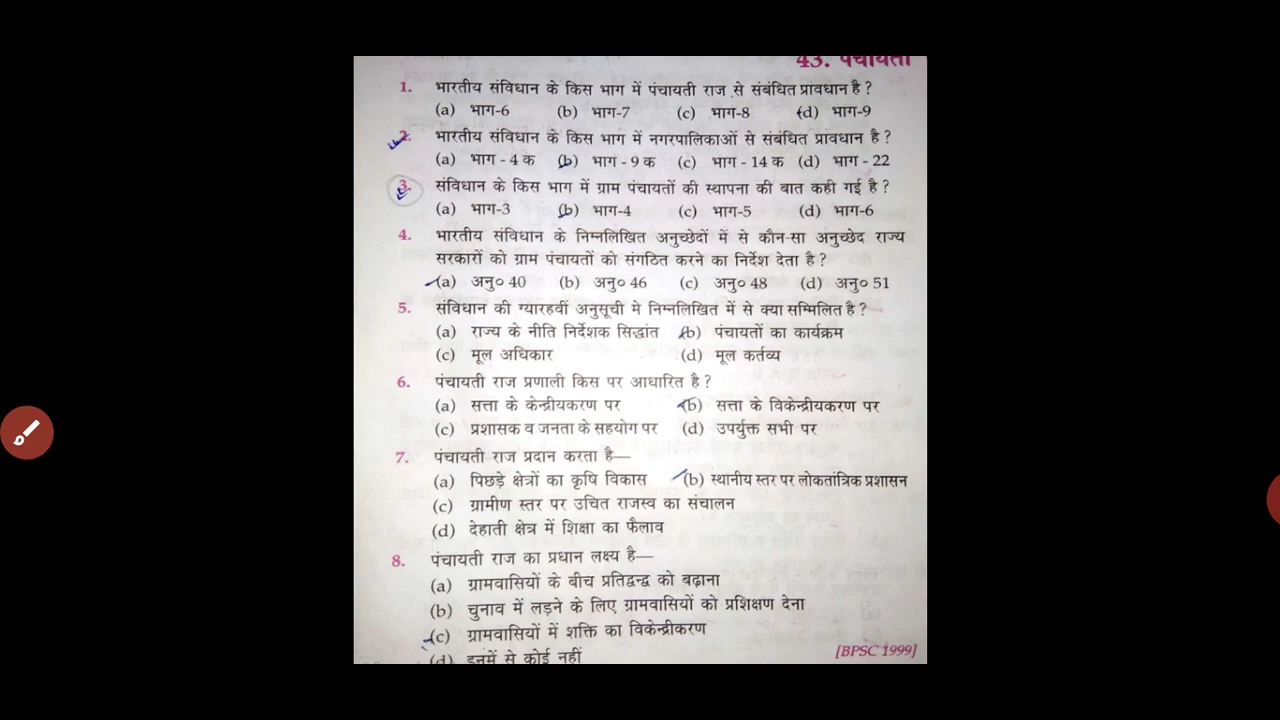 43. पंचायती
1. भारतीय संविधान के किस भाग में पंचायती राज से संबंधित प्रावधान है ?
(a) भाग-6 (b) भाग-7 (c) भाग-8 (d) भाग-9
2. भारतीय संविधान के किस भाग में नगरपालिकाओं से संबंधित प्रावधान है ?
(a) भाग - 4 क (b) भाग - 9 क (c) भाग - 14 क (d) भाग - 22
3. संविधान के किस भाग में ग्राम पंचायतों की स्थापना की बात कही गई है ?
(a) भाग-3 (b) भाग-4 (c) भाग-5 (d) भाग-6
4. भारतीय संविधान के निम्नलिखित अनुच्छेदों में से कौन-सा अनुच्छेद राज्य
सरकारों को ग्राम पंचायतों को संगठित करने का निर्देश देता है ?
(a) अनु० 40 (b) अनु० 46 (c) अनु० 48 (d) अनु० 51
5. संविधान की ग्यारहवीं अनुसूची मे निम्नलिखित में से क्या सम्मिलित है ?
(a) राज्य के नीति निर्देशक सिद्धांत (b) पंचायतों का कार्यक्रम
(c) मूल अधिकार (d) मूल कर्तव्य
6. पंचायती राज प्रणाली किस पर आधारित है ?
(a) सत्ता के केन्द्रीयकरण पर (b) सत्ता के विकेन्द्रीयकरण पर
(c) प्रशासक व जनता के सहयोग पर (d) उपर्युक्त सभी पर
7. पंचायती राज प्रदान करता है—
(a) पिछड़े क्षेत्रों का कृषि विकास (b) स्थानीय स्तर पर लोकतांत्रिक प्रशासन
(c) ग्रामीण स्तर पर उचित राजस्व का संचालन
(d) देहाती क्षेत्र में शिक्षा का फैलाव
8. पंचायती राज का प्रधान लक्ष्य है—
(a) ग्रामवासियों के बीच प्रतिद्वन्द्व को बढ़ाना
(b) चुनाव में लड़ने के लिए ग्रामवासियों को प्रशिक्षण देना
(c) ग्रामवासियों में शक्ति का विकेन्द्रीकरण
(d) इनमें से कोई नहीं [BPSC 1999]